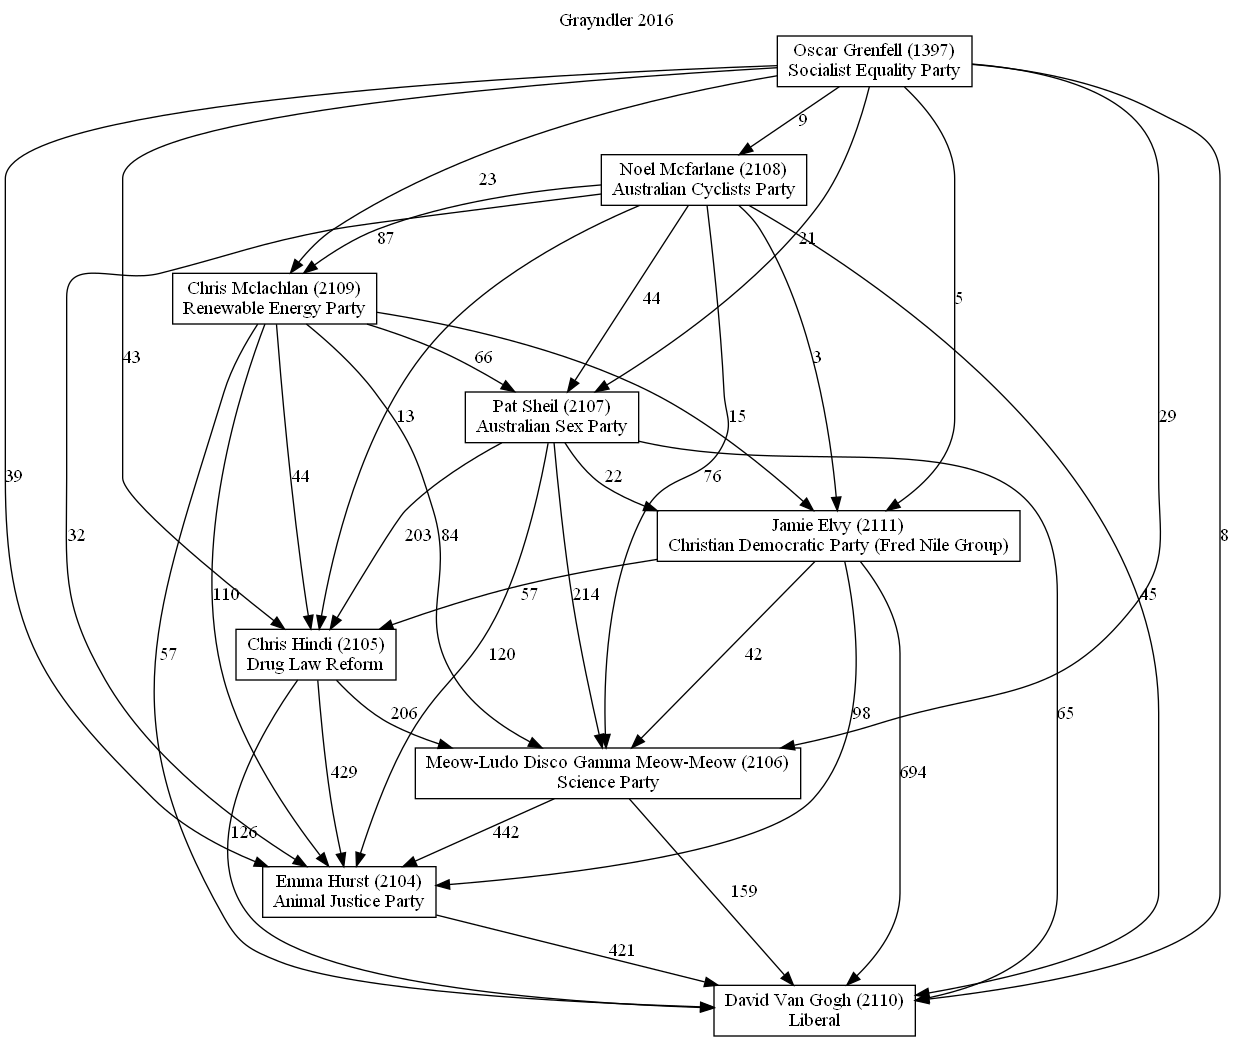 Grayndler 2016
Oscar Grenfell (1397)
Socialist Equality Party
9
Noel Mcfarlane (2108)
Australian Cyclists Party
23
87
21
Chris Mclachlan (2109)
Renewable Energy Party
44
5
43
66
3
Pat Sheil (2107)
Australian Sex Party
13
15
29
39
44
22
76
Jamie Elvy (2111)
Christian Democratic Party (Fred Nile Group)
32
203
84
8
110
214
57
45
Chris Hindi (2105)
Drug Law Reform
57
120
42
206
98
65
Meow-Ludo Disco Gamma Meow-Meow (2106)
Science Party
429
694
126
442
Emma Hurst (2104)
Animal Justice Party
159
421
David Van Gogh (2110)
Liberal